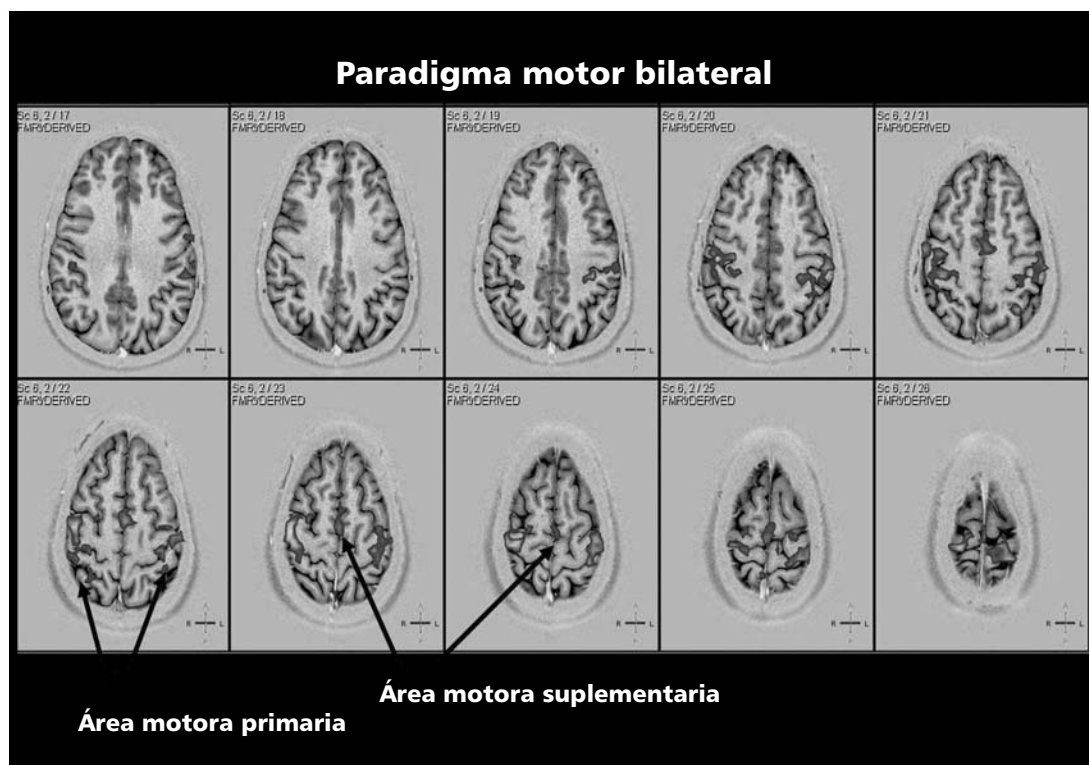 Paradigma motor bilateral
Sc 6, 2 / 17
FMRI/DERIVED
Sc 6, 2 / 18
FMRI/DERIVED
Sc 6, 2 / 19
FMRI/DERIVED
Sc 6, 2 / 20
FMRI/DERIVED
Sc 6, 2 / 21
FMRI/DERIVED
R L
R L
R L
R L
R L
Sc 6, 2 / 22
FMRI/DERIVED
Sc 6, 2 / 23
FMRI/DERIVED
Sc 6, 2 / 24
FMRI/DERIVED
Sc 6, 2 / 25
FMRI/DERIVED
Sc 6, 2 / 26
FMRI/DERIVED
R L
R L
R L
R L
R L
Área motora suplementaria
Área motora primaria